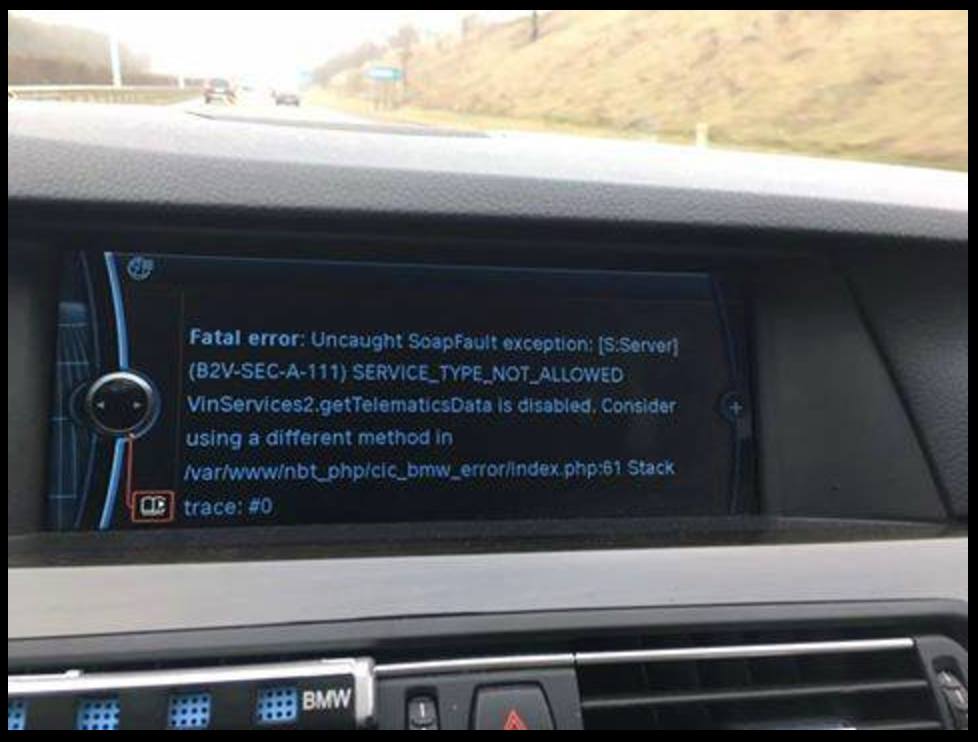 Fatal error: Uncaught SoapFault exception: [S:Server]
(B2V-SEC-A-111) SERVICE_TYPE_NOT_ALLOWED
VinServices2.getTelematicsData is disabled. Consider
using a different method in
/var/www/nbt_php/cic_bmw_error/index.php:61 Stack
trace: #0
BMW
1